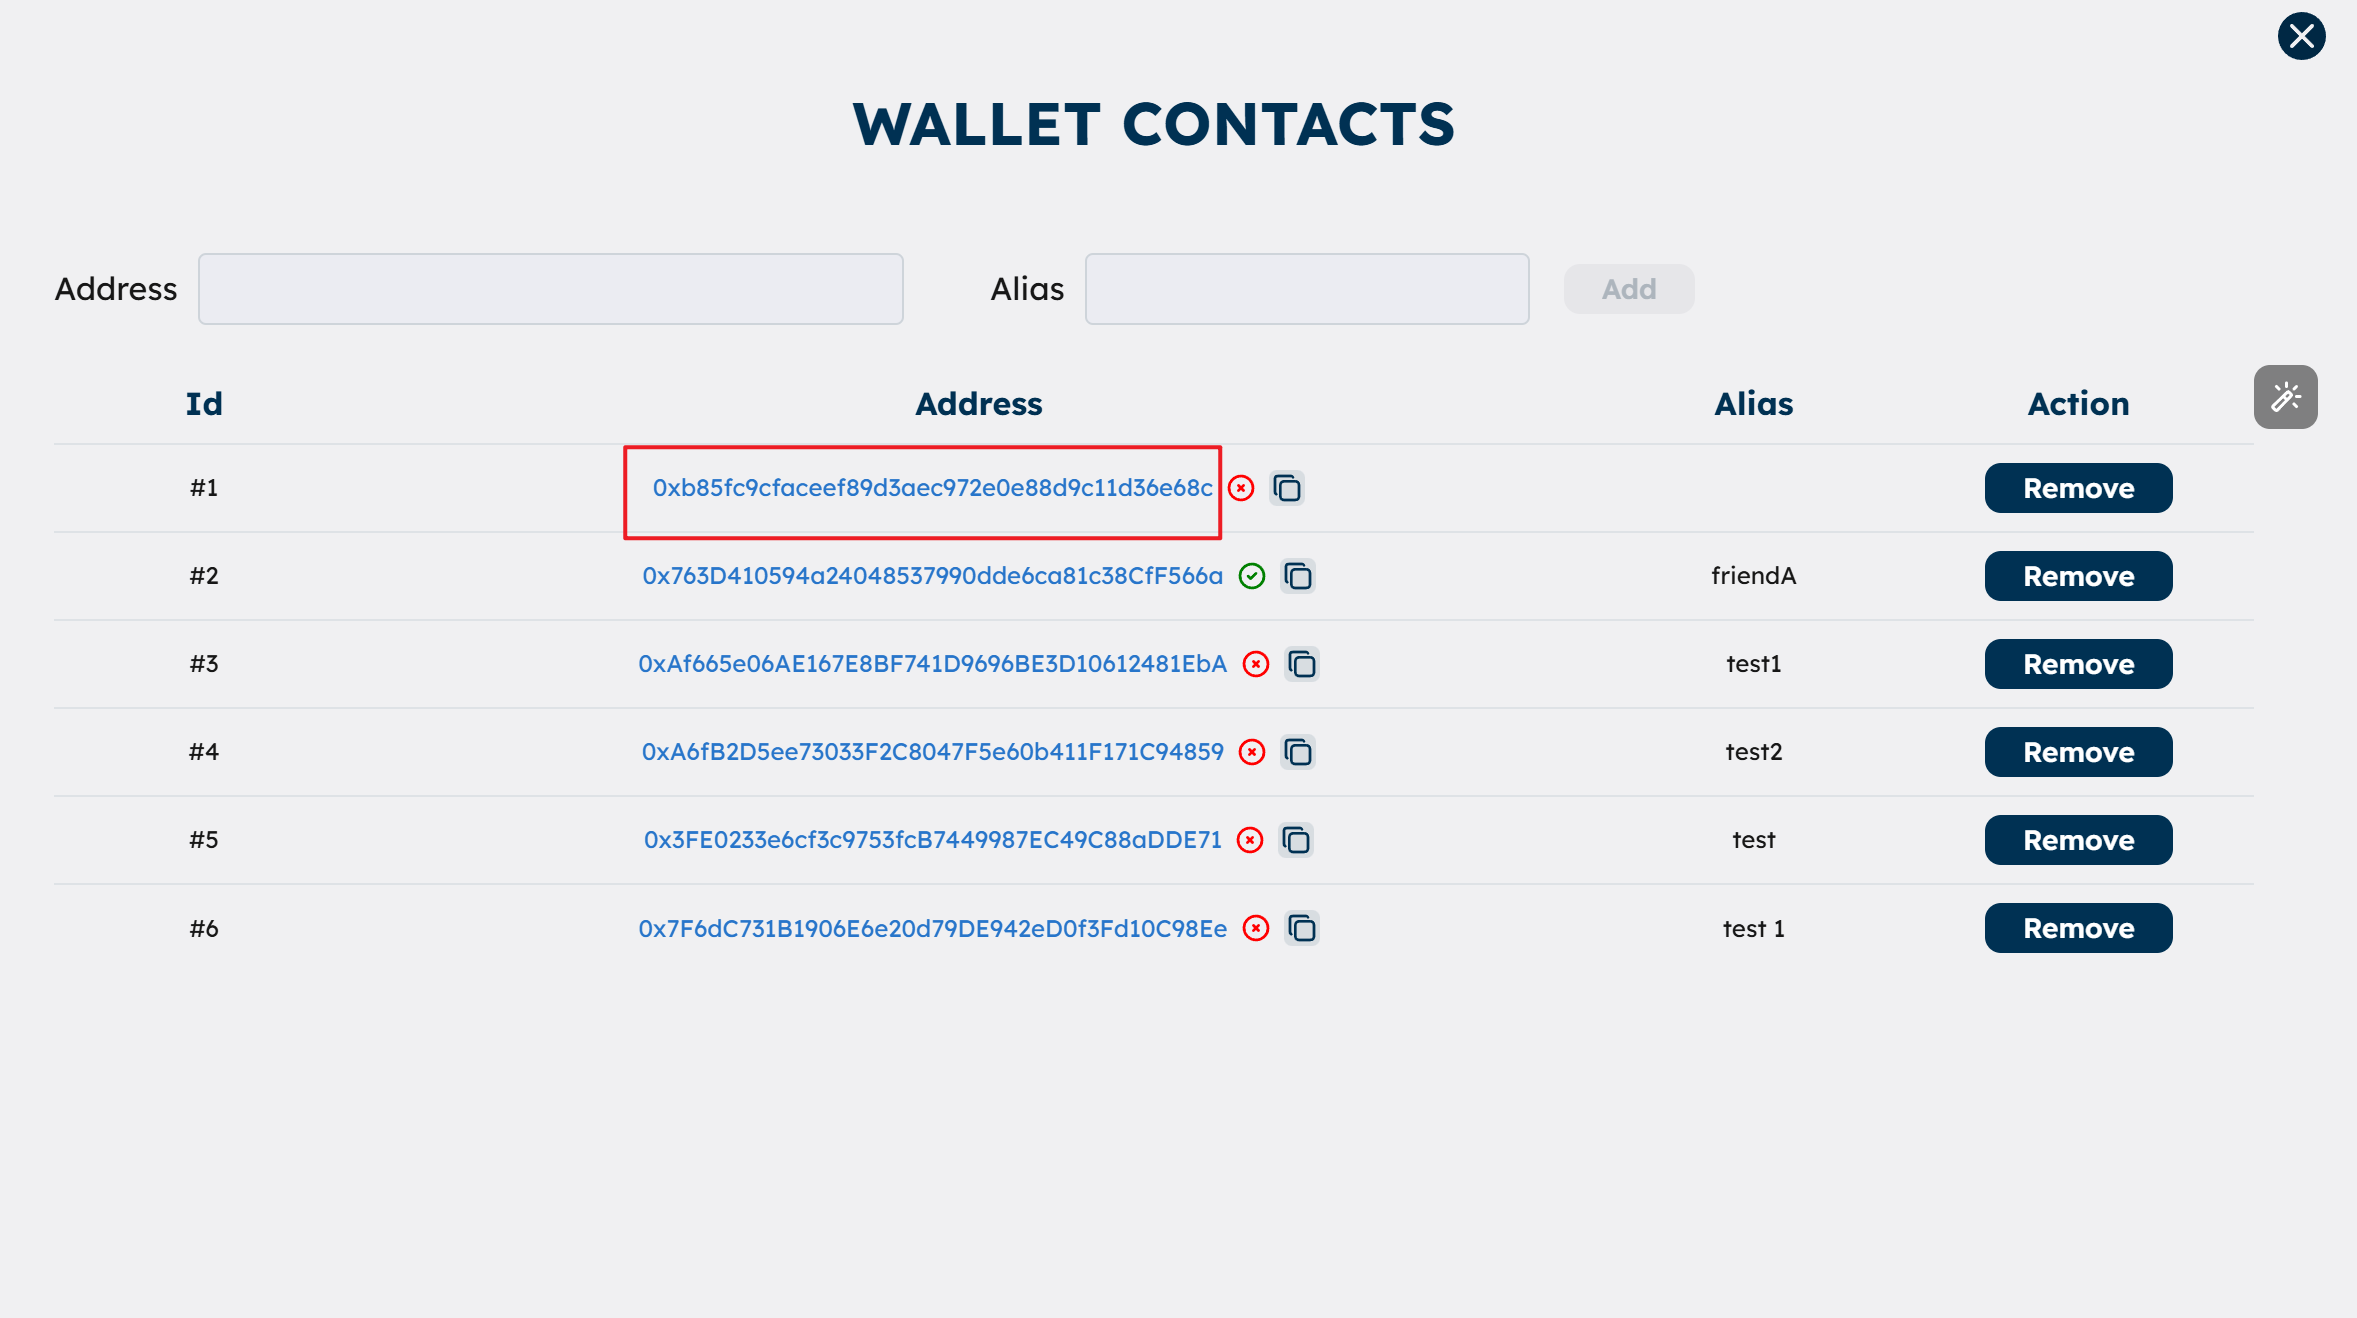 WALLET CONTACTS
Address Alias Add
Id Address Alias Action
#1 0xb85fc9cfaceef89d3aec972e0e88d9c11d36e68c Remove
#2 0x763D410594a24048537990dde6ca81c38CfF566a friendA Remove
#3 0xAf665e06AE167E8BF741D9696BE3D10612481EbA test1 Remove
#4 0xA6fB2D5ee73033F2C8047F5e60b411F171C94859 test2 Remove
#5 0x3FE0233e6cf3c9753fcB7449987EC49C88aDDE71 test Remove
#6 0x7F6dC731B1906E6e20d79DE942eD0f3Fd10C98Ee test 1 Remove